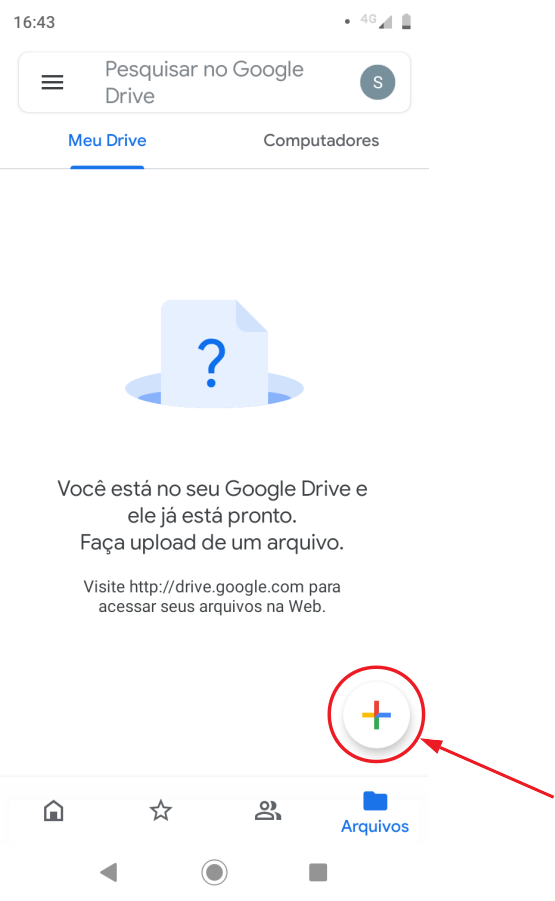 16:43
4G
Pesquisar no Google
Drive
S
Meu Drive
Computadores
?
Você está no seu Google Drive e
ele já está pronto.
Faça upload de um arquivo.
Visite http://drive.google.com para
acessar seus arquivos na Web.
Arquivos